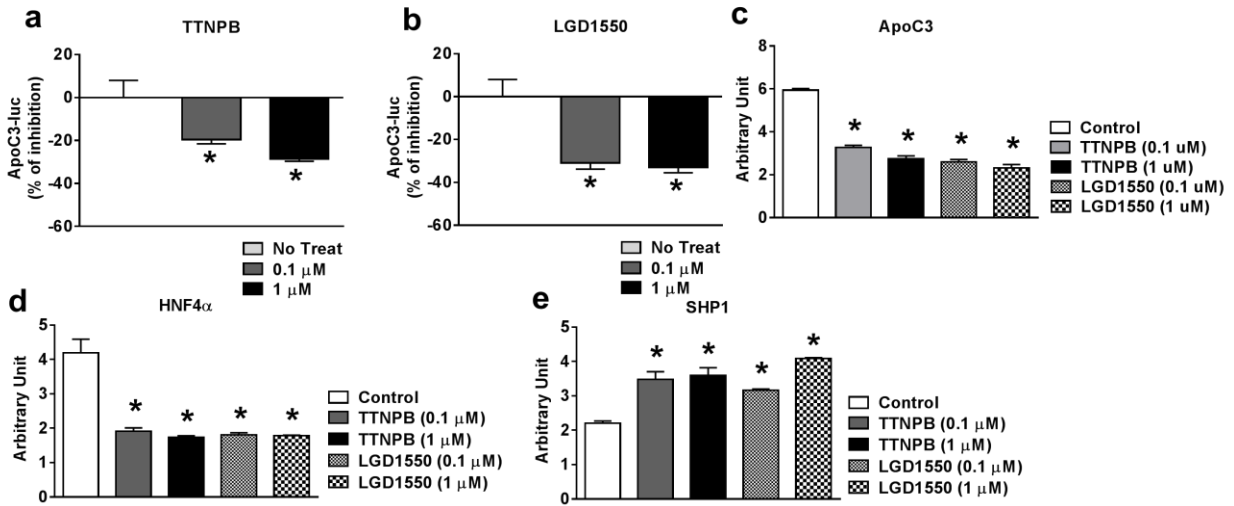 a
TTNPB
ApoC3-luc
(% of inhibition)
20
0
-20
-40
-60
*
*
No Treat
0.1 μM
1 μM
b
LGD1550
ApoC3-luc
(% of inhibition)
20
0
-20
-40
-60
*
*
No Treat
0.1 μM
1 μM
c
ApoC3
Arbitrary Unit
8
6
4
2
0
*
*
*
*
Control
TTNPB (0.1 uM)
TTNPB (1 uM)
LGD1550 (0.1 uM)
LGD1550 (1 uM)
d
HNF4α
Arbitrary Unit
5
4
3
2
1
0
*
*
*
*
Control
TTNPB (0.1 μM)
TTNPB (1 μM)
LGD1550 (0.1 μM)
LGD1550 (1 μM)
e
SHP1
Arbitrary Unit
5
4
3
2
1
0
*
*
*
*
Control
TTNPB (0.1 μM)
TTNPB (1 μM)
LGD1550 (0.1 μM)
LGD1550 (1 μM)